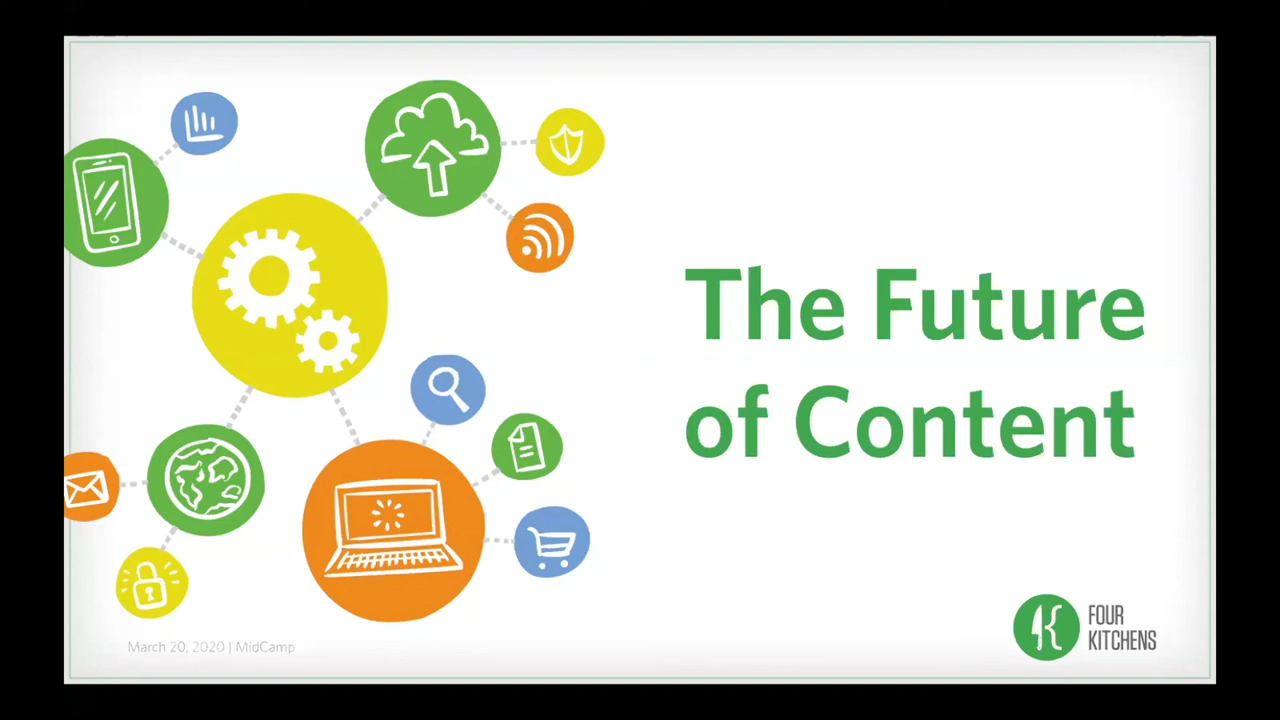 The Future
of Content
March 20, 2020 | MidCamp
FOUR
KITCHENS